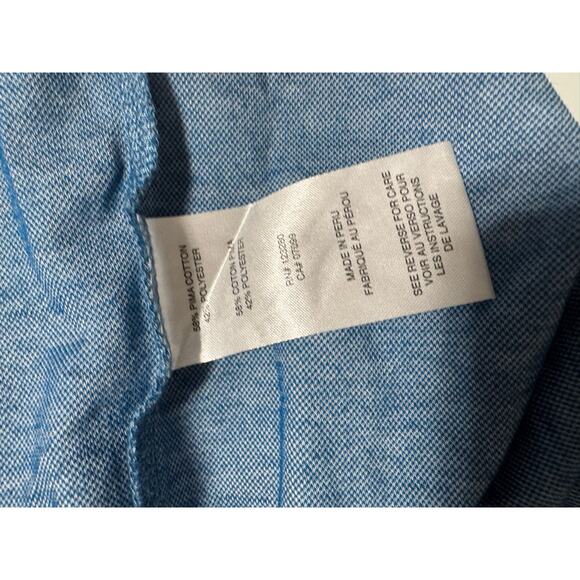 58% PIMA COTTON
42% POLYESTER
58% COTON PIMA
42% POLYESTER
RN# 123260
CA# 07699
MADE IN PERU
FABRIQUÉ AU PÉROU
SEE REVERSE FOR CARE
VOIR AU VERSO POUR
LES INSTRUCTIONS
DE LAVAGE